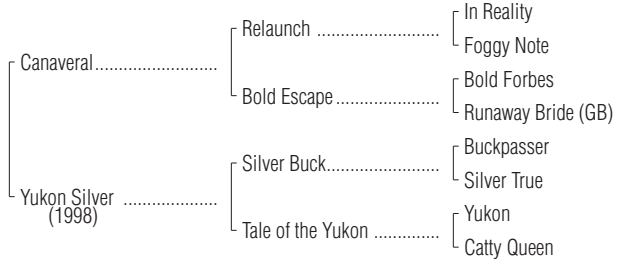 In Reality
Relaunch ..........................
Foggy Note
Canaveral..........................
Bold Forbes
Bold Escape......................
Runaway Bride (GB)
Buckpasser
Silver Buck........................
Silver True
Yukon Silver ....................
(1998)
Yukon
Tale of the Yukon ..............
Catty Queen